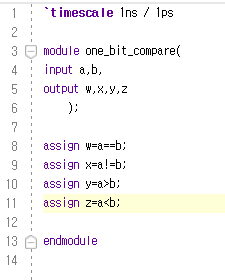 1 `timescale 1ns / 1ps
2
3 module one_bit_compare(
4 input a,b,
5 output w,x,y,z
6 );
7
8 assign w=a==b;
9 assign x=a!=b;
10 assign y=a>b;
11 assign z=a<b;
12
13 endmodule
14